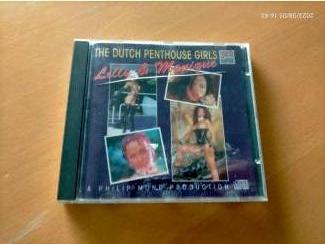 THE DUTCH PENTHOUSE GIRLS
Lilly & Monique
A PHILIP MOND PRODUCTION